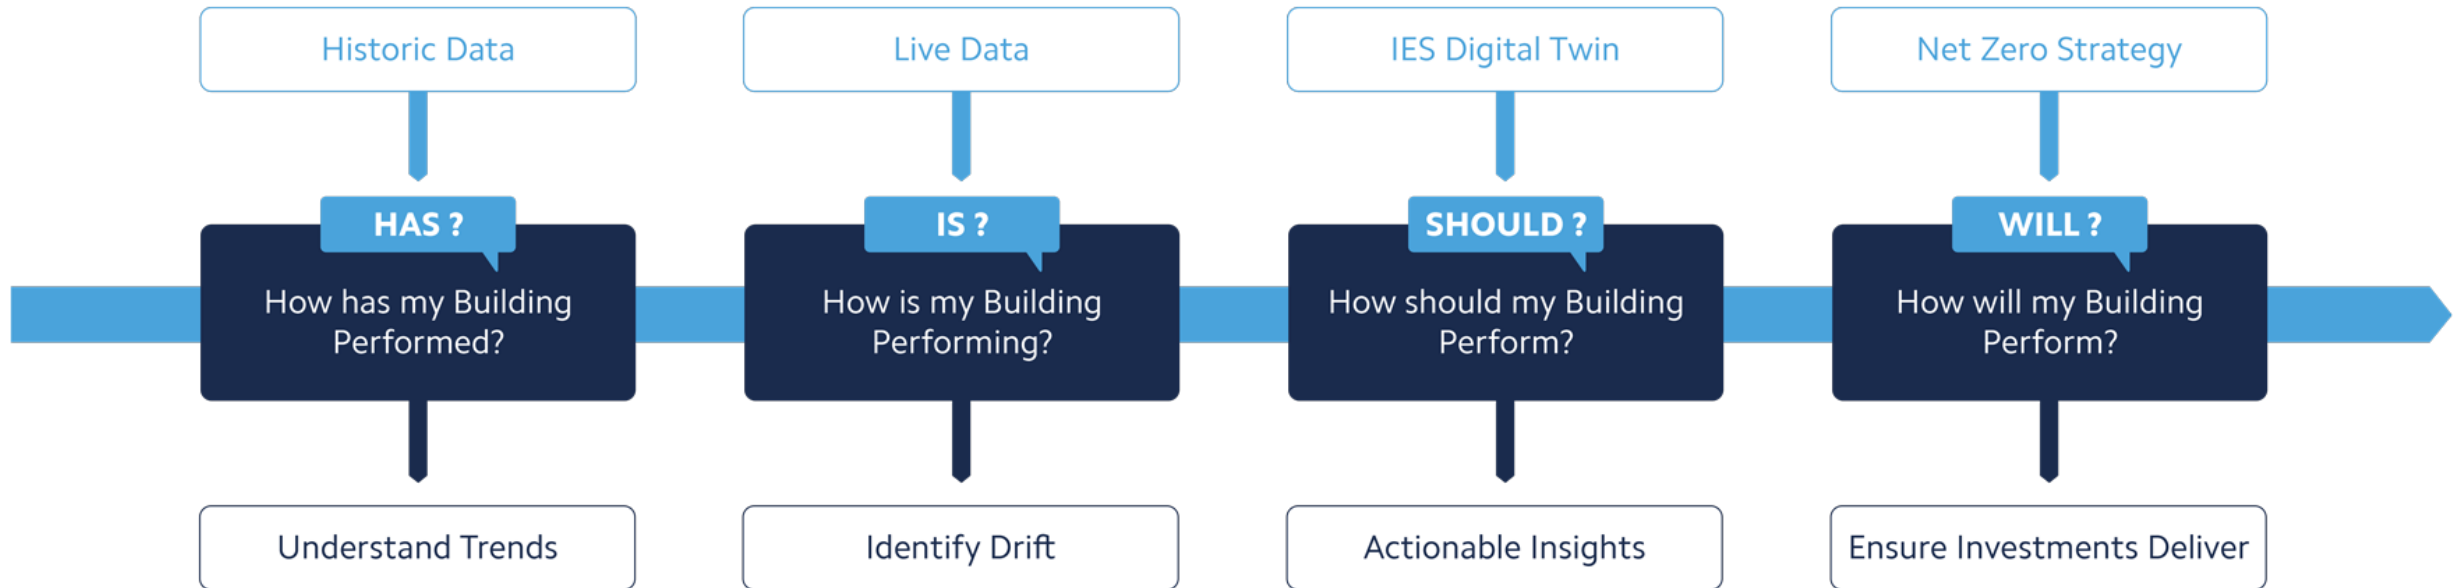 Historic Data
Live Data
IES Digital Twin
Net Zero Strategy
HAS ?
IS ?
SHOULD ?
WILL ?
How has my Building
Performed?
How is my Building
Performing?
How should my Building
Perform?
How will my Building
Perform?
Understand Trends
Identify Drift
Actionable Insights
Ensure Investments Deliver